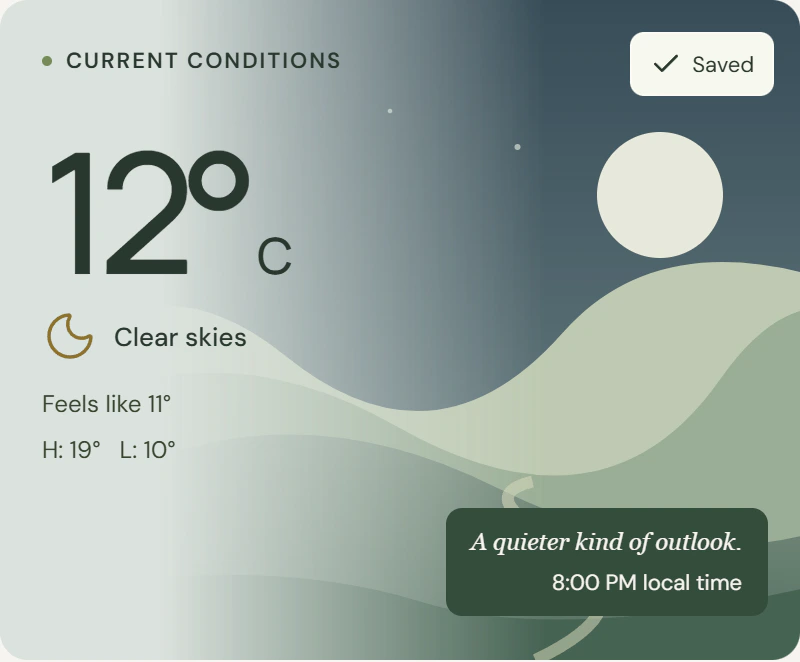 CURRENT CONDITIONS
Saved
12° C
Clear skies
Feels like 11°
H: 19° L: 10°
A quieter kind of outlook.
8:00 PM local time